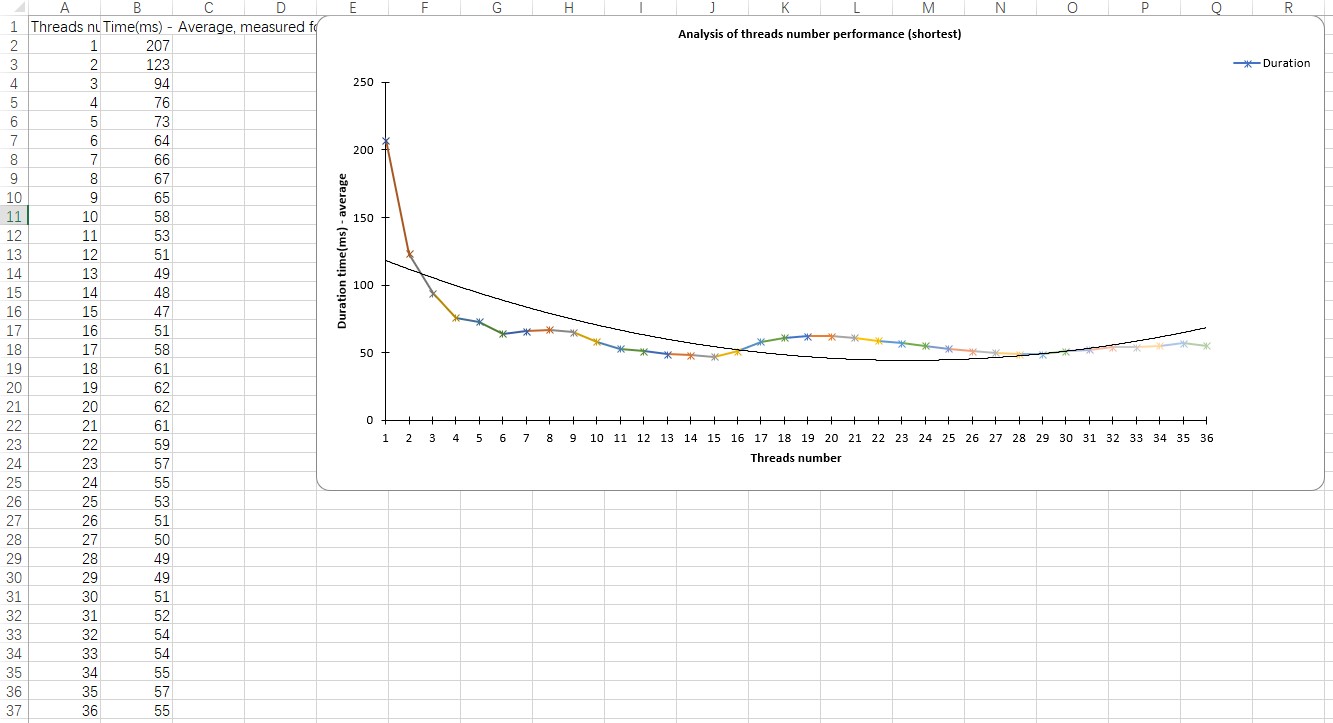 A B C D E F G H I J K L M N O P Q R
1 Threads nu Time(ms) - Average, measured fo
2 1 207
3 2 123
4 3 94
5 4 76
6 5 73
7 6 64
8 7 66
9 8 67
10 9 65
11 10 58
12 11 53
13 12 51
14 13 49
15 14 48
16 15 47
17 16 51
18 17 58
19 18 61
20 19 62
21 20 62
22 21 61
23 22 59
24 23 57
25 24 55
26 25 53
27 26 51
28 27 50
29 28 49
30 29 49
31 30 51
32 31 52
33 32 54
34 33 54
35 34 55
36 35 57
37 36 55
Analysis of threads number performance (shortest)
Duration
Duration time(ms) - average
250
200
150
100
50
0
1 2 3 4 5 6 7 8 9 10 11 12 13 14 15 16 17 18 19 20 21 22 23 24 25 26 27 28 29 30 31 32 33 34 35 36
Threads number